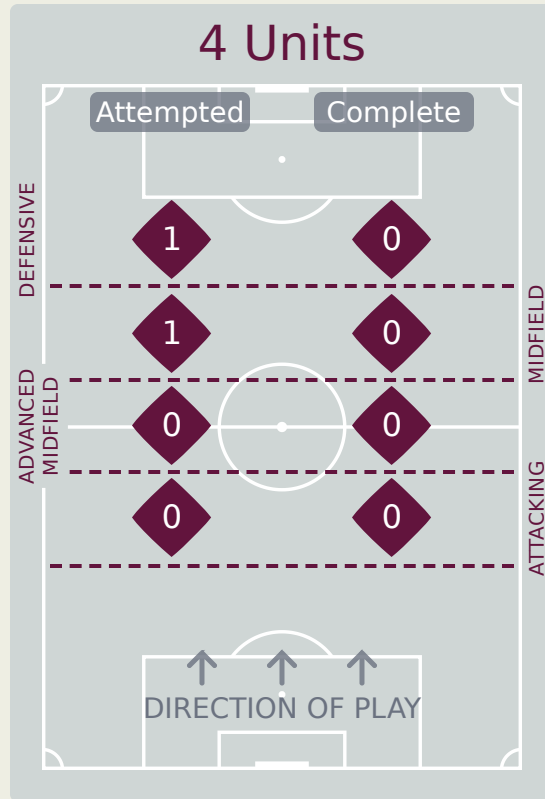 4 Units
Attempted
Complete
DEFENSIVE
1
0
MIDFIELD
1
0
ADVANCED
MIDFIELD
0
0
ATTACKING
0
0
DIRECTION OF PLAY